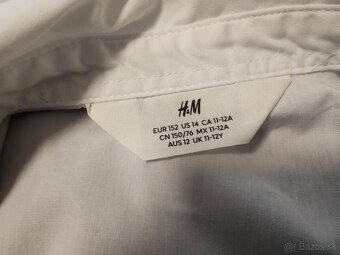 H&M
EUR 152 US 14 CA 11-12A
CN 150/76 MX 11-12A
AUS 12 UK 11-12Y
© Bazos.sk